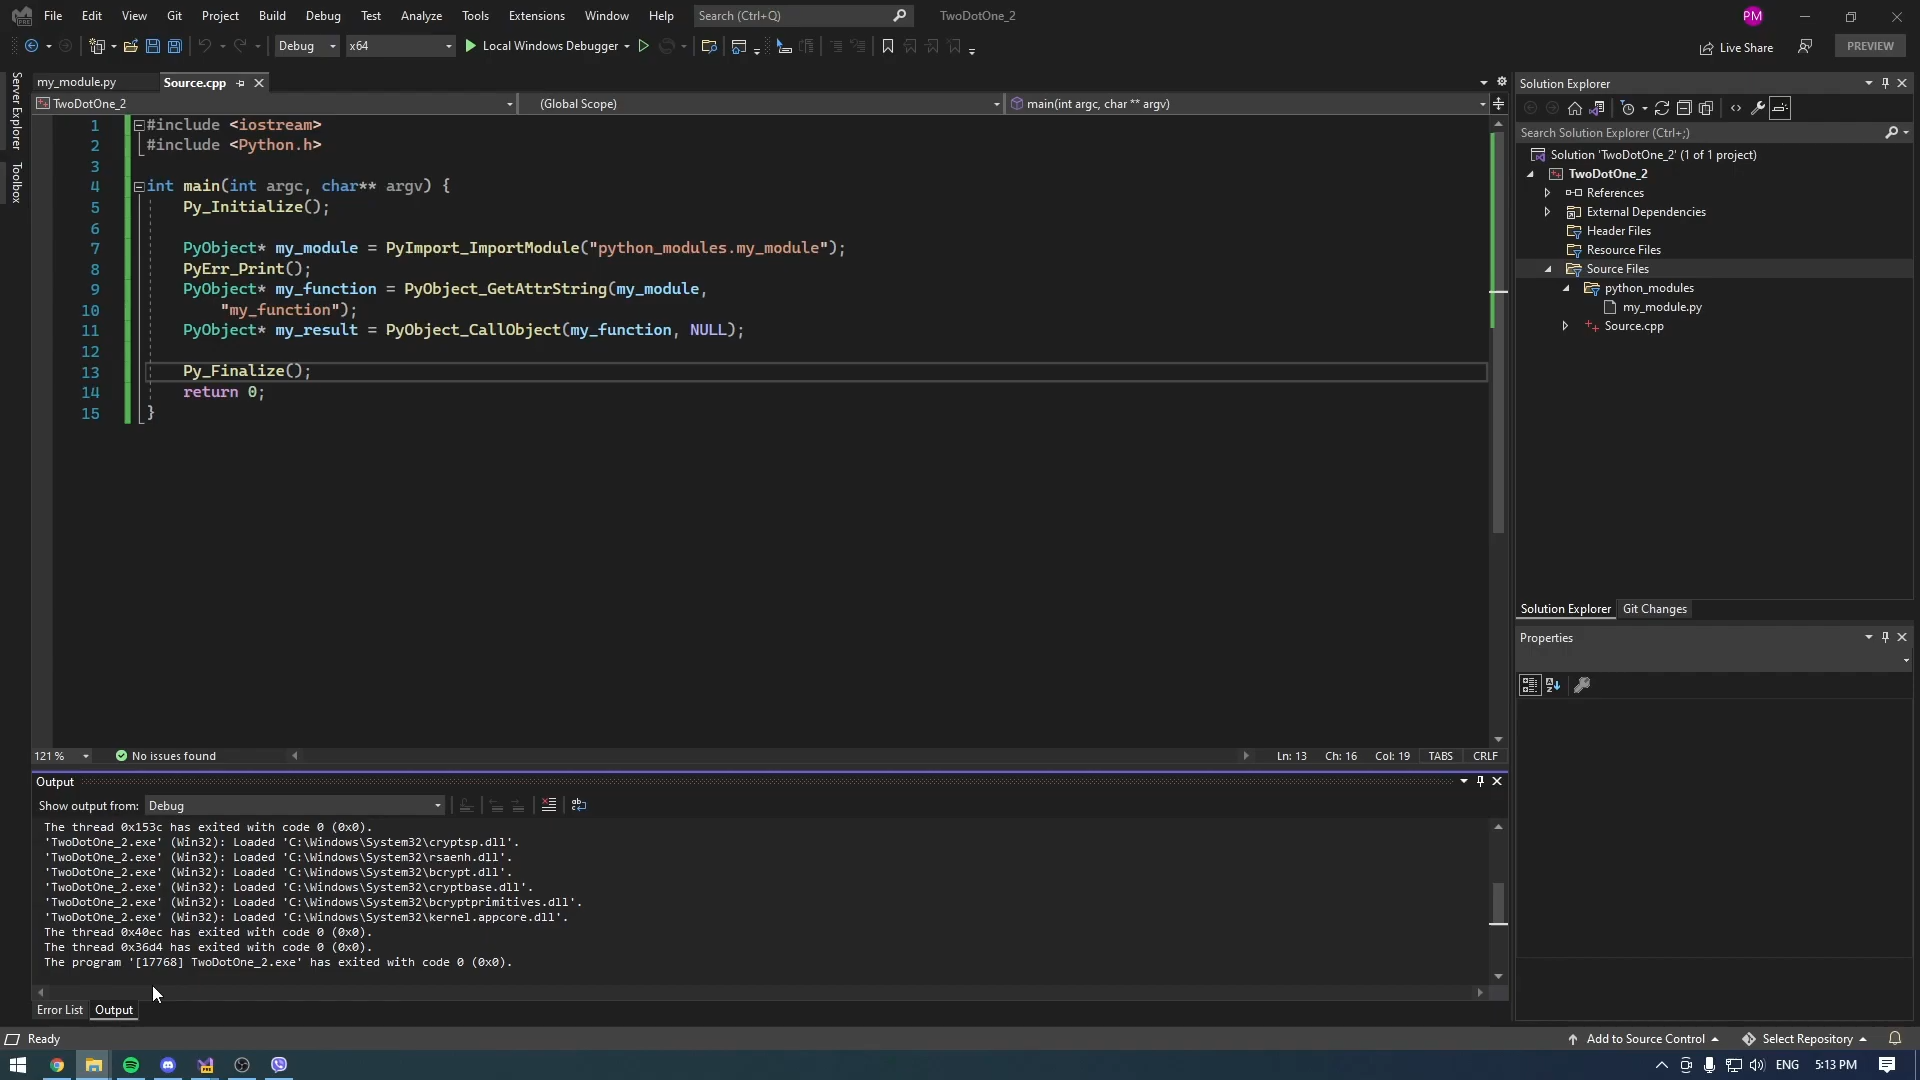 File Edit View Git Project Build Debug Test Analyze Tools Extensions Window Help Search (Ctrl+Q) TwoDotOne_2 PM
Debug x64 Local Windows Debugger Live Share PREVIEW
Server Explorer
Toolbox
my_module.py Source.cpp
TwoDotOne_2 (Global Scope) main(int argc, char ** argv)
1 #include <iostream>
2 #include <Python.h>
3
4 int main(int argc, char** argv) {
5 Py_Initialize();
6
7 PyObject* my_module = PyImport_ImportModule("python_modules.my_module");
8 PyErr_Print();
9 PyObject* my_function = PyObject_GetAttrString(my_module,
10 "my_function");
11 PyObject* my_result = PyObject_CallObject(my_function, NULL);
12
13 Py_Finalize();
14 return 0;
15 }
121 % No issues found Ln: 13 Ch: 16 Col: 19 TABS CRLF
Output
Show output from: Debug
The thread 0x153c has exited with code 0 (0x0).
'TwoDotOne_2.exe' (Win32): Loaded 'C:\Windows\System32\cryptsp.dll'.
'TwoDotOne_2.exe' (Win32): Loaded 'C:\Windows\System32\rsaenh.dll'.
'TwoDotOne_2.exe' (Win32): Loaded 'C:\Windows\System32\bcrypt.dll'.
'TwoDotOne_2.exe' (Win32): Loaded 'C:\Windows\System32\cryptbase.dll'.
'TwoDotOne_2.exe' (Win32): Loaded 'C:\Windows\System32\bcryptprimitives.dll'.
'TwoDotOne_2.exe' (Win32): Loaded 'C:\Windows\System32\kernel.appcore.dll'.
The thread 0x40ec has exited with code 0 (0x0).
The thread 0x36d4 has exited with code 0 (0x0).
The program '[17768] TwoDotOne_2.exe' has exited with code 0 (0x0).
Error List Output
Solution Explorer
Search Solution Explorer (Ctrl+;)
Solution 'TwoDotOne_2' (1 of 1 project)
TwoDotOne_2
References
External Dependencies
Header Files
Resource Files
Source Files
python_modules
my_module.py
Source.cpp
Solution Explorer Git Changes
Properties
Ready Add to Source Control Select Repository
ENG 5:13 PM